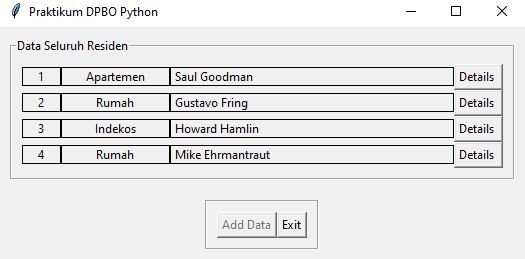 Praktikum DPBO Python
Data Seluruh Residen
1 Apartemen Saul Goodman Details
2 Rumah Gustavo Fring Details
3 Indekos Howard Hamlin Details
4 Rumah Mike Ehrmantraut Details
Add Data Exit